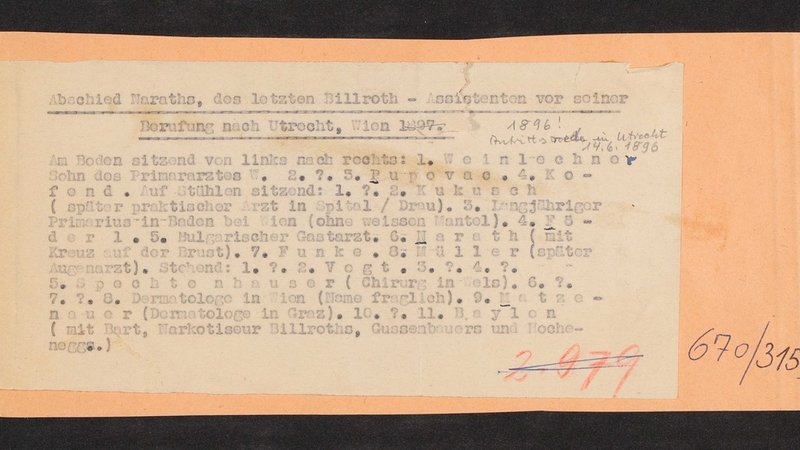 Abschied Naraths, des letzten Billroth - Assistenten vor seiner
Berufung nach Utrecht, Wien 1897.
1896!
Antrittsrede in Utrecht
14.6.1896
Am Boden sitzend von links nach rechts: 1. W e i n l e c h n e r
Sohn des Primararztes W. 2. ?. 3. P u p o v a c . 4. K o -
f e n d . Auf Stühlen sitzend: 1. ?. 2. K u k u s c h
( später praktischer Arzt in Spital / Drau). 3. Langjähriger
Primarius in Baden bei Wien (ohne weissen Mantel). 4. F ö -
d e r l . 5. Bulgarischer Gastarzt. 6. N a r a t h ( mit
Kreuz auf der Brust). 7. F u n k e . 8. M ü l l e r (später
Augenarzt). Stehend: 1. ?. 2. V o g t . 3. ?. 4. ?.
5. S p e c h t e n h a u s e r ( Chirurg in Wels). 6. ?.
7. ?. 8. Dermatologe in Wien (Name fraglich). 9. M a t z e -
n a u e r (Dermatologe in Graz). 10. ?. 11. B a y l o n
( mit Bart, Narkotiseur Billroths, Gussenbauers und Hoche-
neggs.)
2 979
670/315